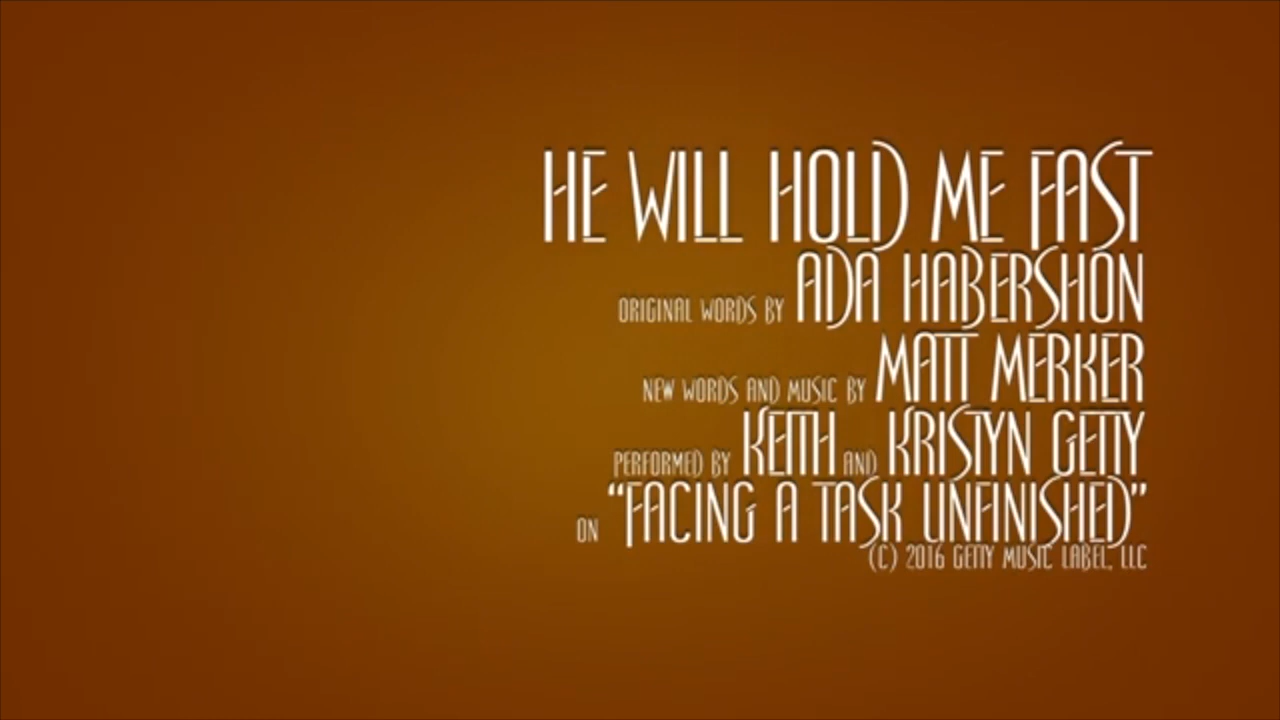 HE WILL HOLD ME FAST
ORIGINAL WORDS BY ADA HABERSHON
NEW WORDS AND MUSIC BY MATT MERKER
PERFORMED BY KEITH AND KRISTYN GETTY
ON “FACING A TASK UNFINISHED”
(C) 2016 GETTY MUSIC LABEL, LLC